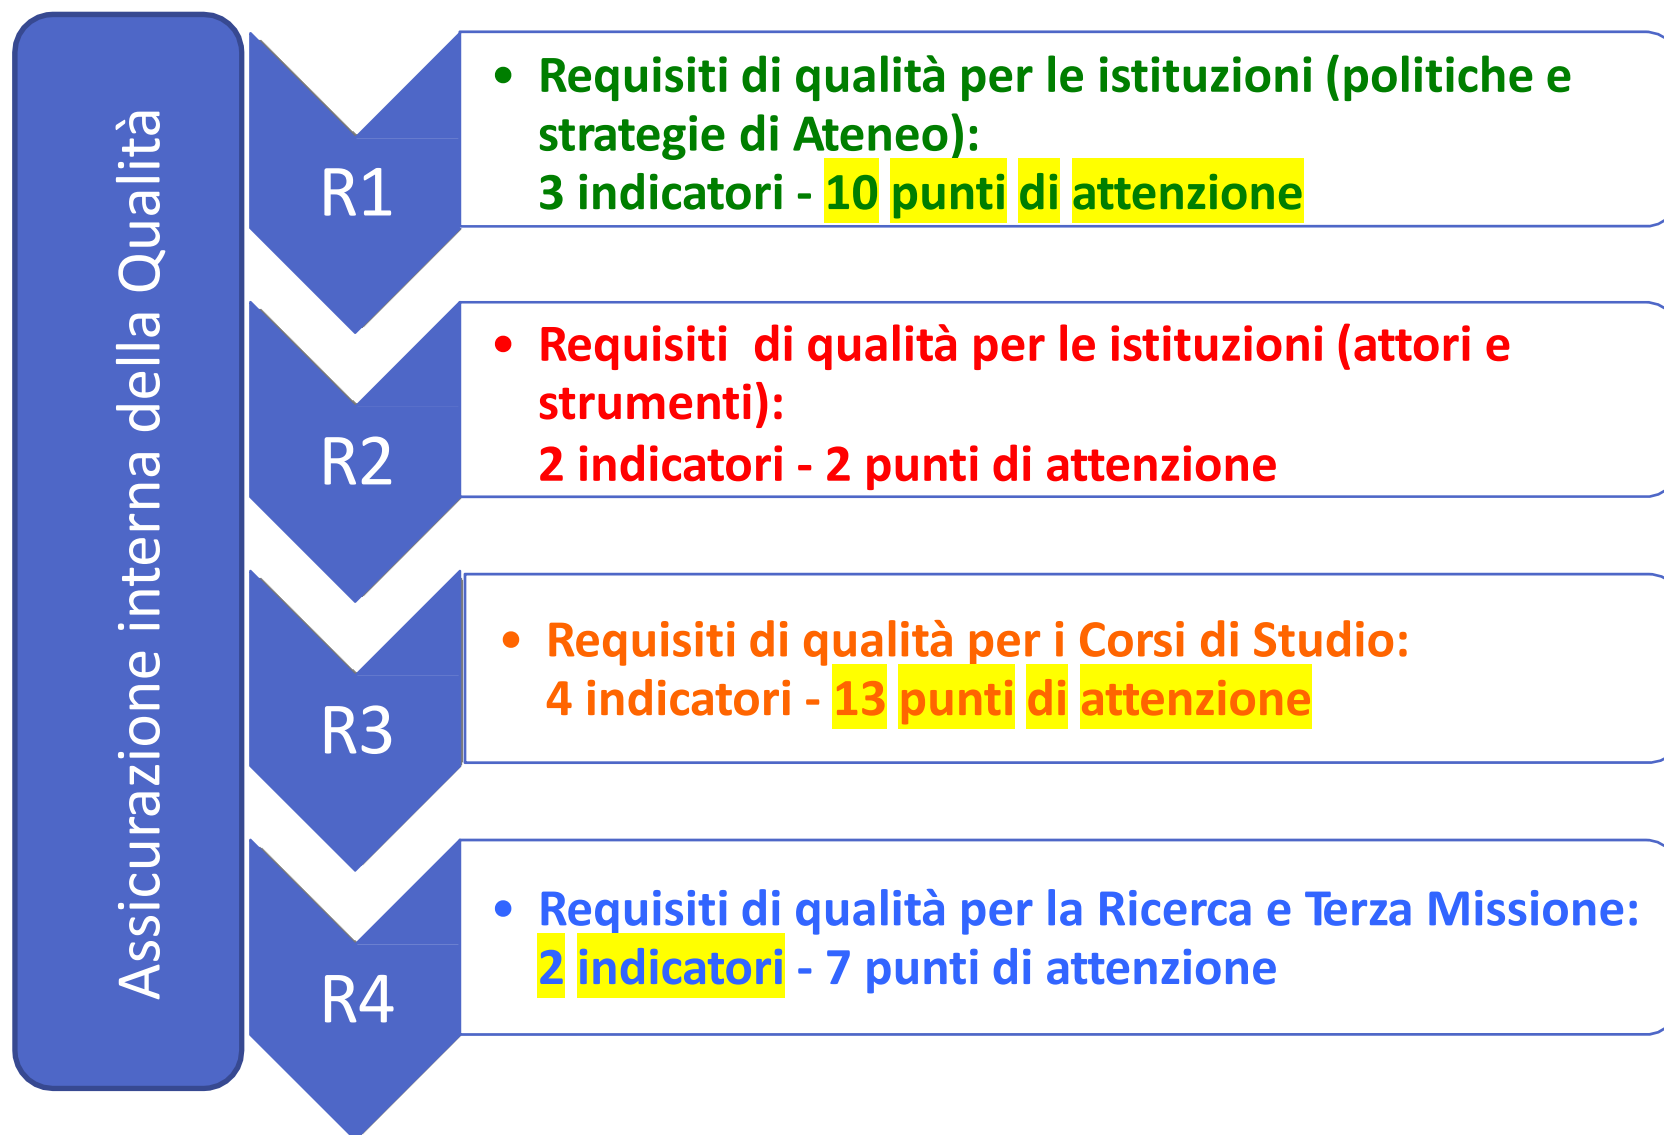 Assicurazione interna della Qualità
R1
• Requisiti di qualità per le istituzioni (politiche e
strategie di Ateneo):
3 indicatori - 10 punti di attenzione
R2
• Requisiti  di qualità per le istituzioni (attori e
strumenti):
2 indicatori - 2 punti di attenzione
R3
• Requisiti di qualità per i Corsi di Studio:
4 indicatori - 13 punti di attenzione
R4
• Requisiti di qualità per la Ricerca e Terza Missione:
2 indicatori - 7 punti di attenzione